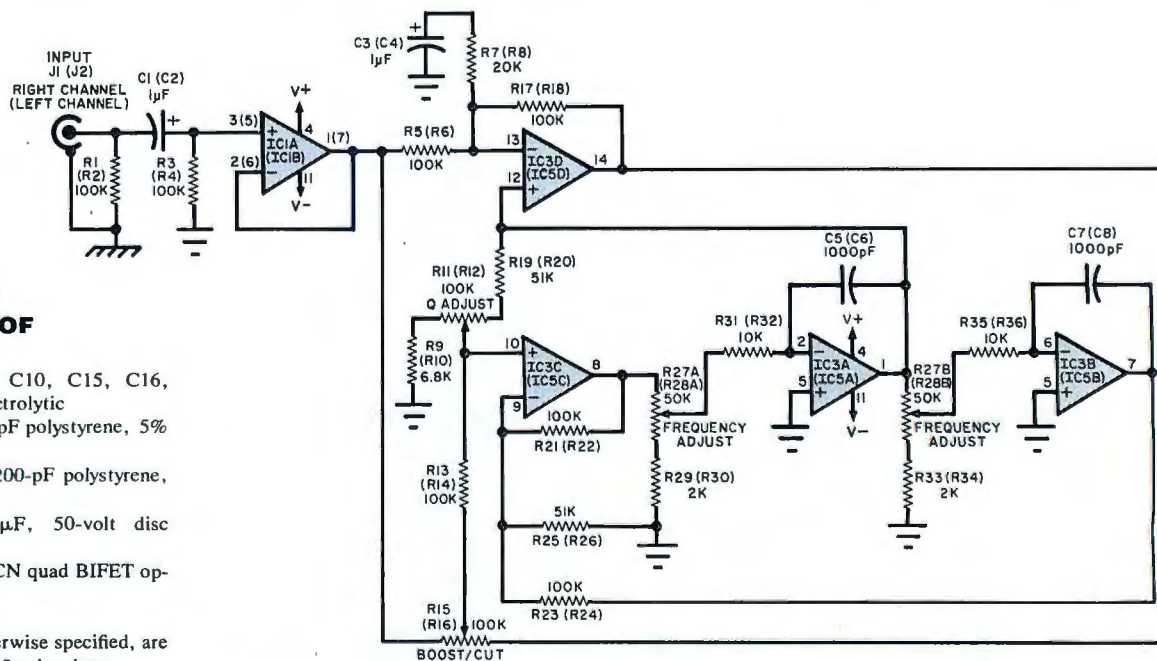 INPUT
J1 (J2)
RIGHT CHANNEL
(LEFT CHANNEL)
C1 (C2)
1µF
+
R1
(R2)
100K
R3
(R4)
100K
3(5)
2(6)
+
−
V+
4
IC1A
(IC1B)
11
V−
1(7)
C3 (C4)
1µF
+
R7 (R8)
20K
R17 (R18)
100K
R5 (R6)
100K
13
12
−
+
IC3D
(IC5D)
14
R19 (R20)
51K
R11 (R12)
100K
Q ADJUST
R9
(R10)
6.8K
10
9
+
−
IC3C
(IC5C)
8
100K
R21 (R22)
R13
(R14)
100K
51K
R25 (R26)
100K
R23 (R24)
R15
(R16)
100K
BOOST/CUT
R27A
(R28A)
50K
FREQUENCY
ADJUST
R29 (R30)
2K
R31 (R32)
10K
C5 (C6)
1000pF
2
5
−
+
V+
4
IC3A
(IC5A)
11
V−
1
R27B
(R28B)
50K
FREQUENCY
ADJUST
R33 (R34)
2K
R35 (R36)
10K
C7 (C8)
1000pF
6
5
−
+
IC3B
(IC5B)
7
OF
C10, C15, C16,
trolytic
pF polystyrene, 5%
200-pF polystyrene,
µF, 50-volt disc
CN quad BIFET op-
erwise specified, are